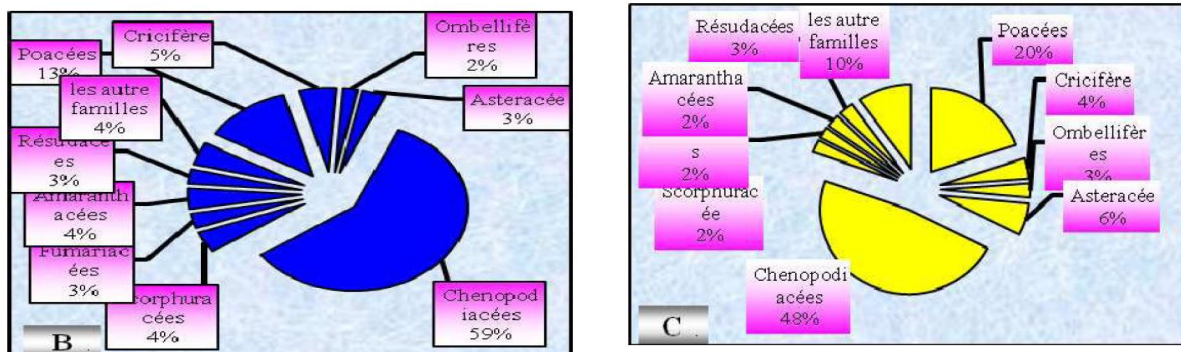 Cricifère
5%
Ombellifè
res
2%
Poacées
13%
les autre
familles
4%
Asteracée
3%
Résudacé
es
3%
Amaranth
acées
4%
Fumariac
ées
3%
corphura
cées
4%
Chenopod
iacées
59%
B
Résudacées
3%
les autre
familles
10%
Poacées
20%
Amarantha
cées
2%
Cricifère
4%
s
2%
Ombellifèr
es
3%
Scorphurac
ée
2%
Asteracée
6%
Chenopodi
acées
48%
C